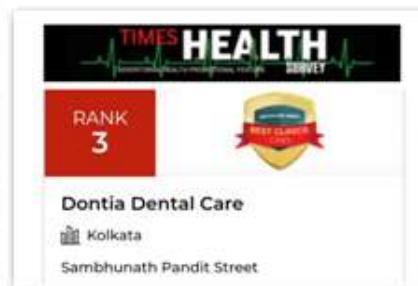 TIMES HEALTH
SURVEY
RANK
3
BEST CLINICS
Dontia Dental Care
Kolkata
Sambhunath Pandit Street